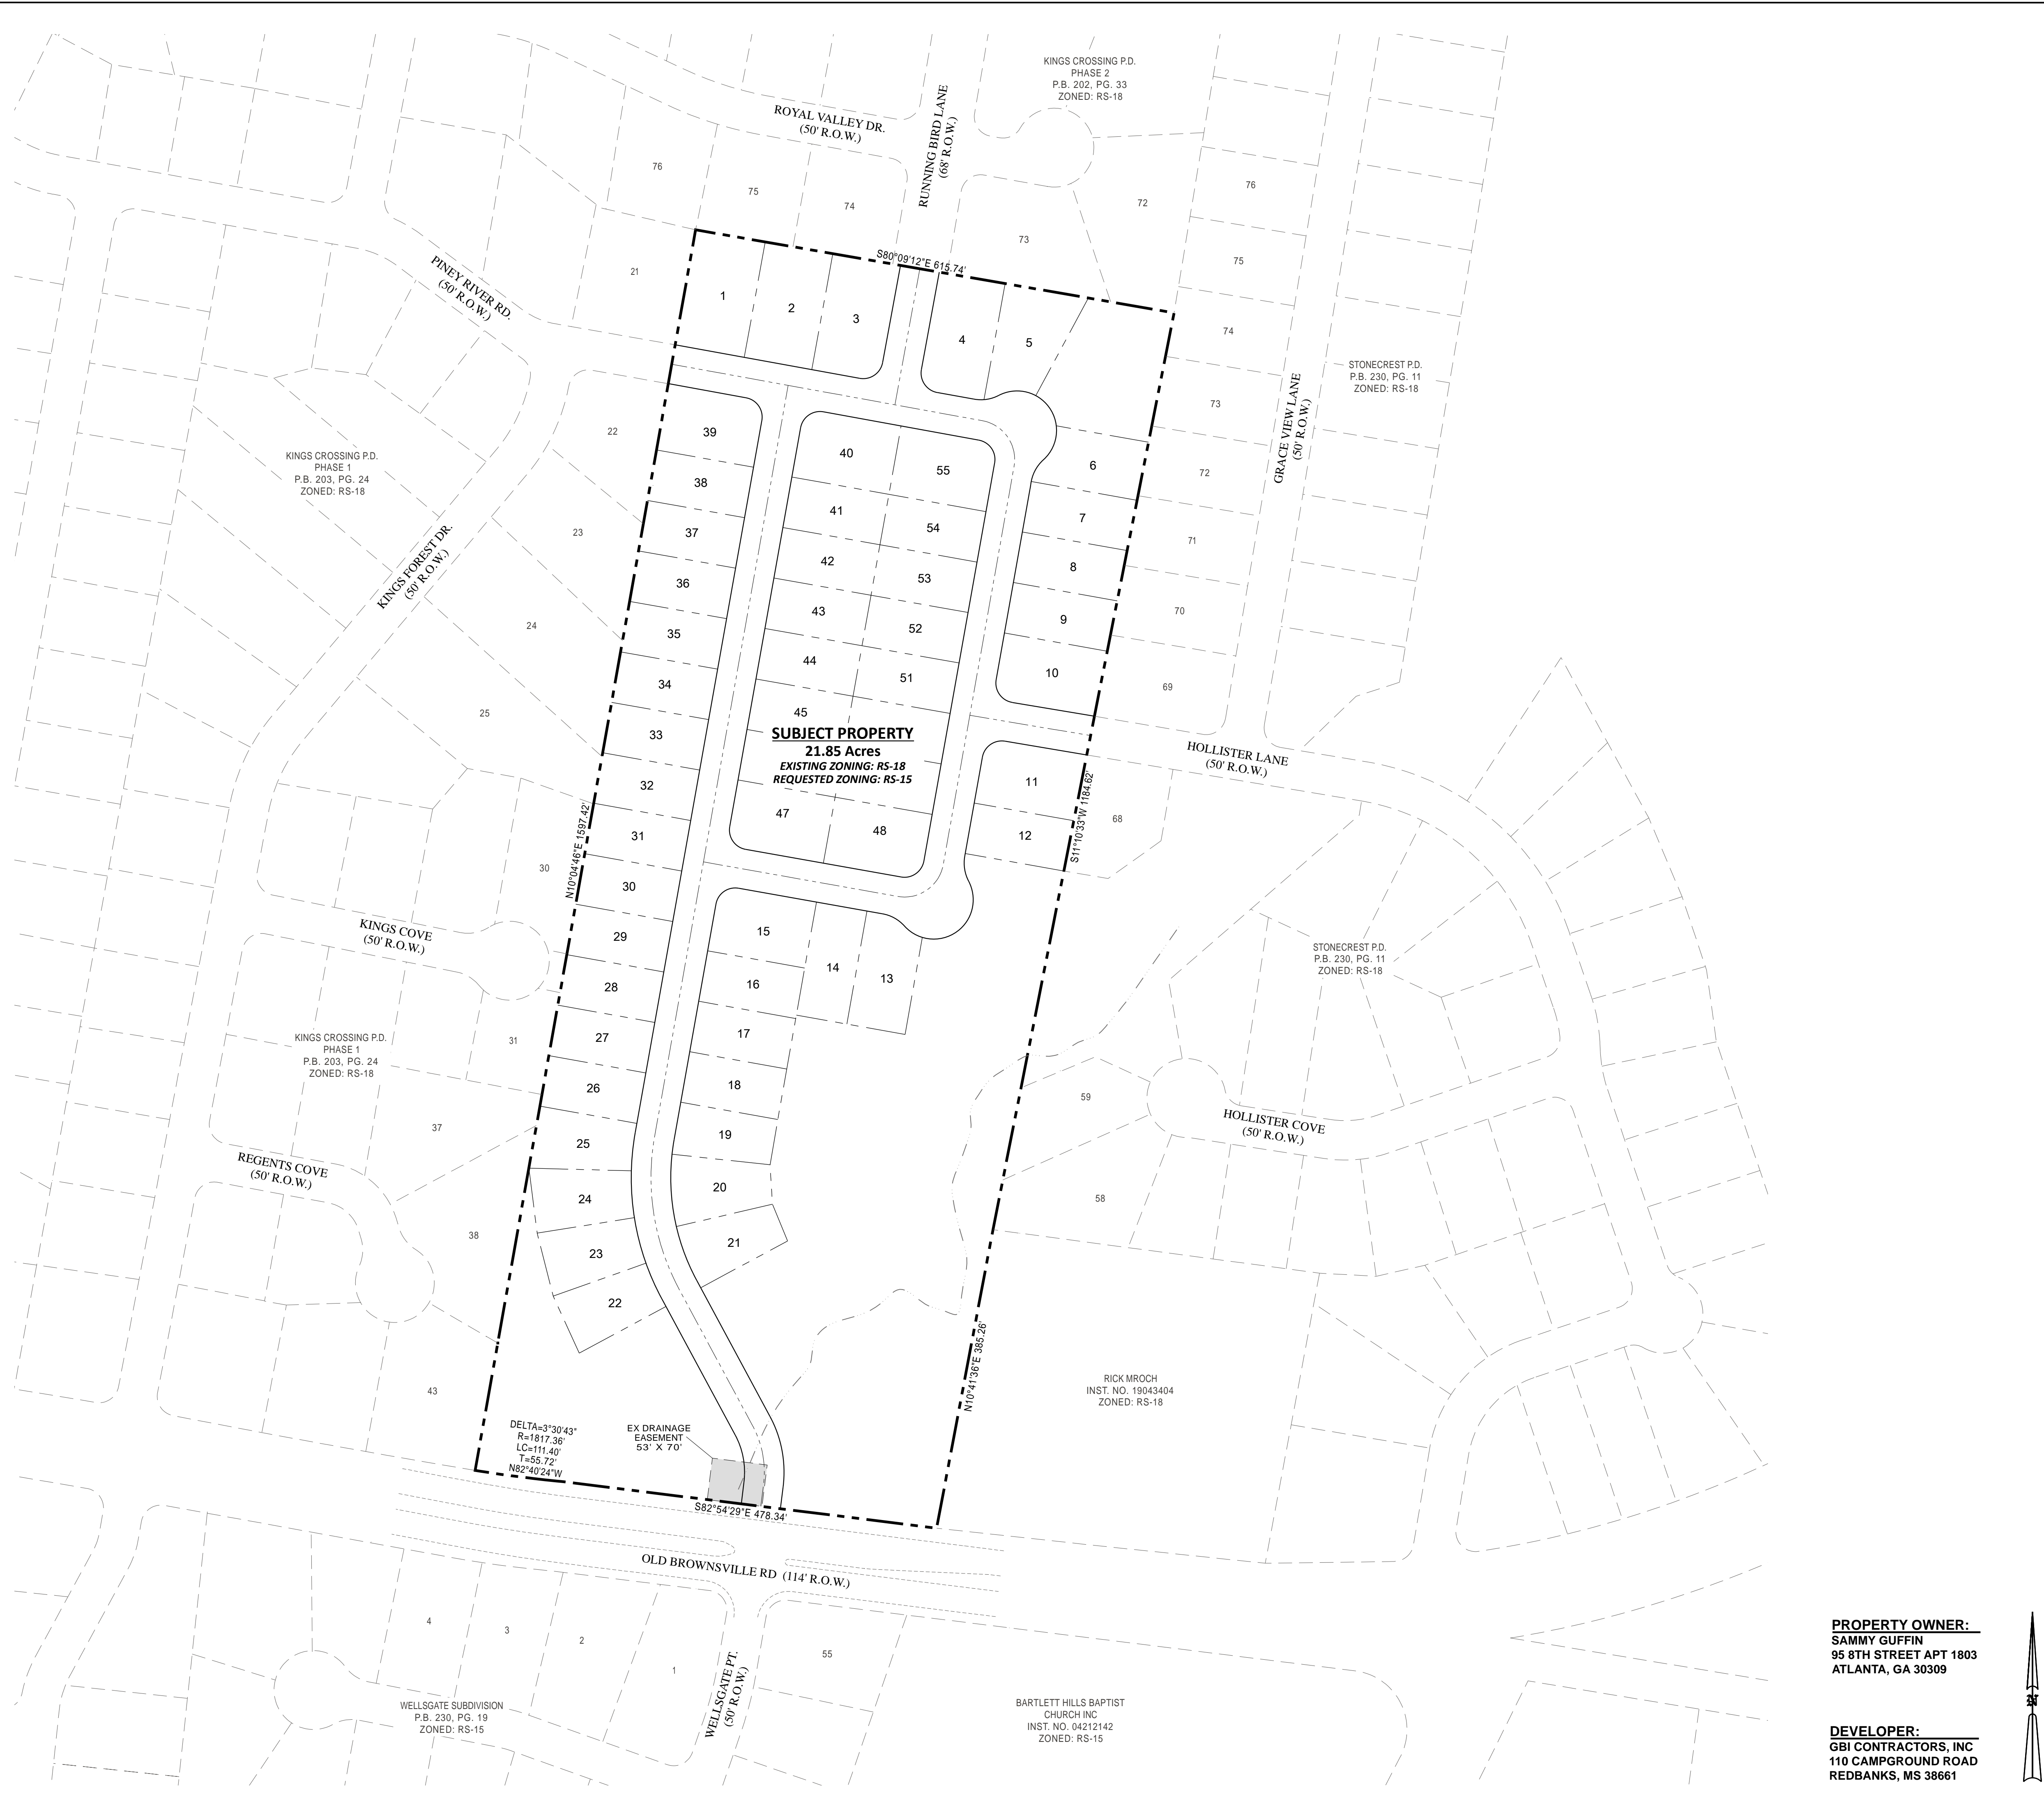 KINGS CROSSING P.D.
PHASE 2
P.B. 202, PG. 33
ZONED: RS-18
ROYAL VALLEY DR.
(50' R.O.W.)
RUNNING BIRD LANE
(68' R.O.W.)
76
75
74
73
72
76
75
74
73
72
71
70
69
68
21
PINEY RIVER RD.
(50' R.O.W.)
S80°09'12"E 615.74'
1
2
3
4
5
6
7
8
9
10
11
12
STONECREST P.D.
P.B. 230, PG. 11
ZONED: RS-18
GRACE VIEW LANE
(50' R.O.W.)
KINGS CROSSING P.D.
PHASE 1
P.B. 203, PG. 24
ZONED: RS-18
22
23
24
25
KINGS FOREST DR.
(50' R.O.W.)
39
38
37
36
35
34
33
32
31
30
29
28
27
26
25
24
23
22
40
41
42
43
44
45
47
55
54
53
52
51
48
SUBJECT PROPERTY
21.85 Acres
EXISTING ZONING: RS-18
REQUESTED ZONING: RS-15
HOLLISTER LANE
(50' R.O.W.)
N10°04'46"E 1597.42'
S11°10'33"W 1184.62'
30
KINGS COVE
(50' R.O.W.)
15
16
14
13
17
18
19
20
21
STONECREST P.D.
P.B. 230, PG. 11
ZONED: RS-18
KINGS CROSSING P.D.
PHASE 1
P.B. 203, PG. 24
ZONED: RS-18
31
37
38
43
59
58
HOLLISTER COVE
(50' R.O.W.)
REGENTS COVE
(50' R.O.W.)
N10°41'36"E 385.26'
RICK MROCH
INST. NO. 19043404
ZONED: RS-18
DELTA=3°30'43"
R=1817.36'
LC=111.40'
T=55.72'
N82°40'24"W
EX DRAINAGE
EASEMENT
53' X 70'
S82°54'29"E 478.34'
OLD BROWNSVILLE RD (114' R.O.W.)
4
3
2
1
55
WELLSGATE PT.
(50' R.O.W.)
WELLSGATE SUBDIVISION
P.B. 230, PG. 19
ZONED: RS-15
BARTLETT HILLS BAPTIST
CHURCH INC
INST. NO. 04212142
ZONED: RS-15
PROPERTY OWNER:
SAMMY GUFFIN
95 8TH STREET APT 1803
ATLANTA, GA 30309
N
DEVELOPER:
GBI CONTRACTORS, INC
110 CAMPGROUND ROAD
REDBANKS, MS 38661